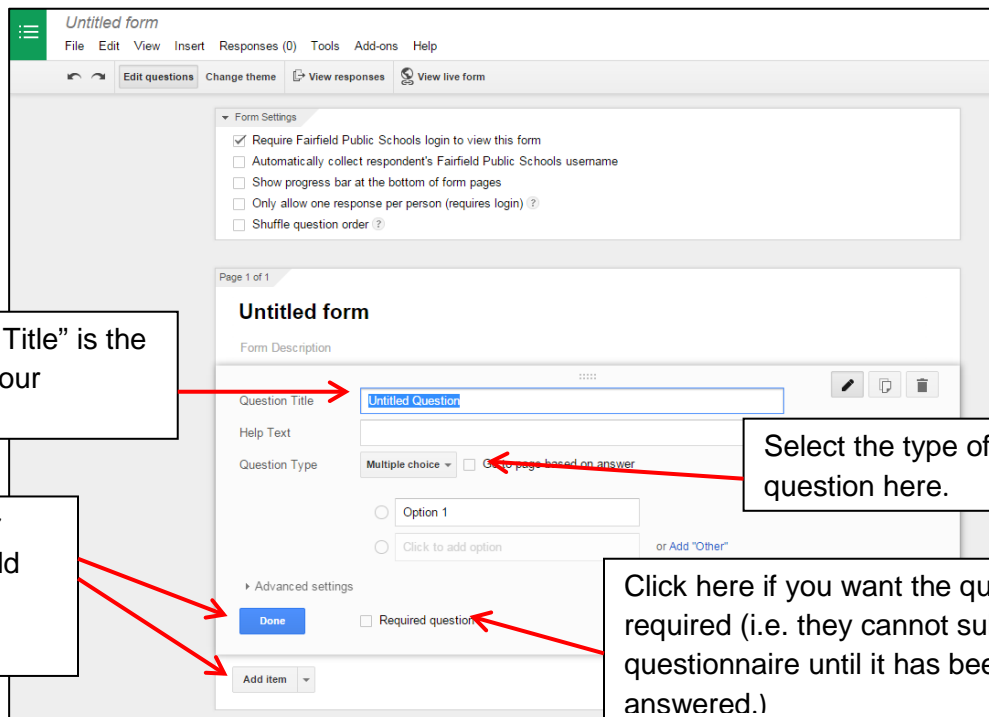 Untitled form
File Edit View Insert Responses (0) Tools Add-ons Help
Edit questions Change theme View responses View live form
Form Settings
Require Fairfield Public Schools login to view this form
Automatically collect respondent's Fairfield Public Schools username
Show progress bar at the bottom of form pages
Only allow one response per person (requires login) ?
Shuffle question order ?
Page 1 of 1
Untitled form
Form Description
Title” is the
our
Question Title Untitled Question
Help Text
Question Type Multiple choice Go to page based on answer
Select the type of
question here.
Option 1
Click to add option or Add "Other"
ld
Advanced settings
Done Required question
Click here if you want the qu
required (i.e. they cannot su
questionnaire until it has bee
answered.)
Add item